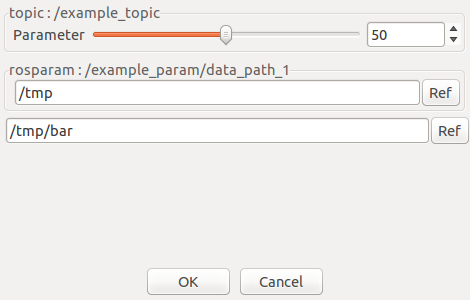 topic : /example_topic
Parameter 50
rosparam : /example_param/data_path_1
/tmp Ref
/tmp/bar Ref
OK Cancel